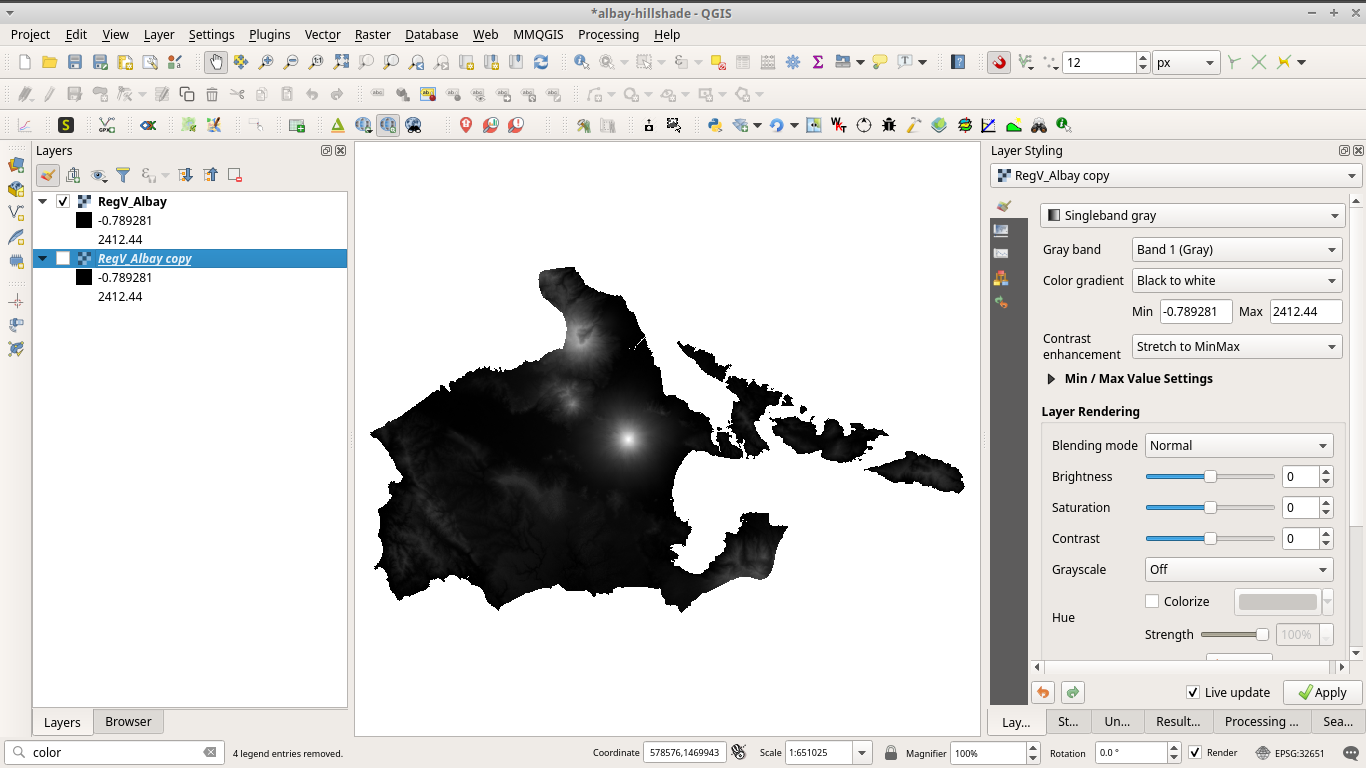 *albay-hillshade - QGIS
Project Edit View Layer Settings Plugins Vector Raster Database Web MMQGIS Processing Help
12 px
Layers
RegV_Albay
-0.789281
2412.44
RegV_Albay copy
-0.789281
2412.44
Layers Browser
Layer Styling
RegV_Albay copy
Singleband gray
Gray band Band 1 (Gray)
Color gradient Black to white
Min -0.789281 Max 2412.44
Contrast
enhancement Stretch to MinMax
Min / Max Value Settings
Layer Rendering
Blending mode Normal
Brightness 0
Saturation 0
Contrast 0
Grayscale Off
Hue Colorize
Strength 100%
Live update Apply
Lay... St... Un... Result... Processing ... Sea...
color 4 legend entries removed. Coordinate 578576,1469943 Scale 1:651025 Magnifier 100% Rotation 0.0 ° Render EPSG:32651